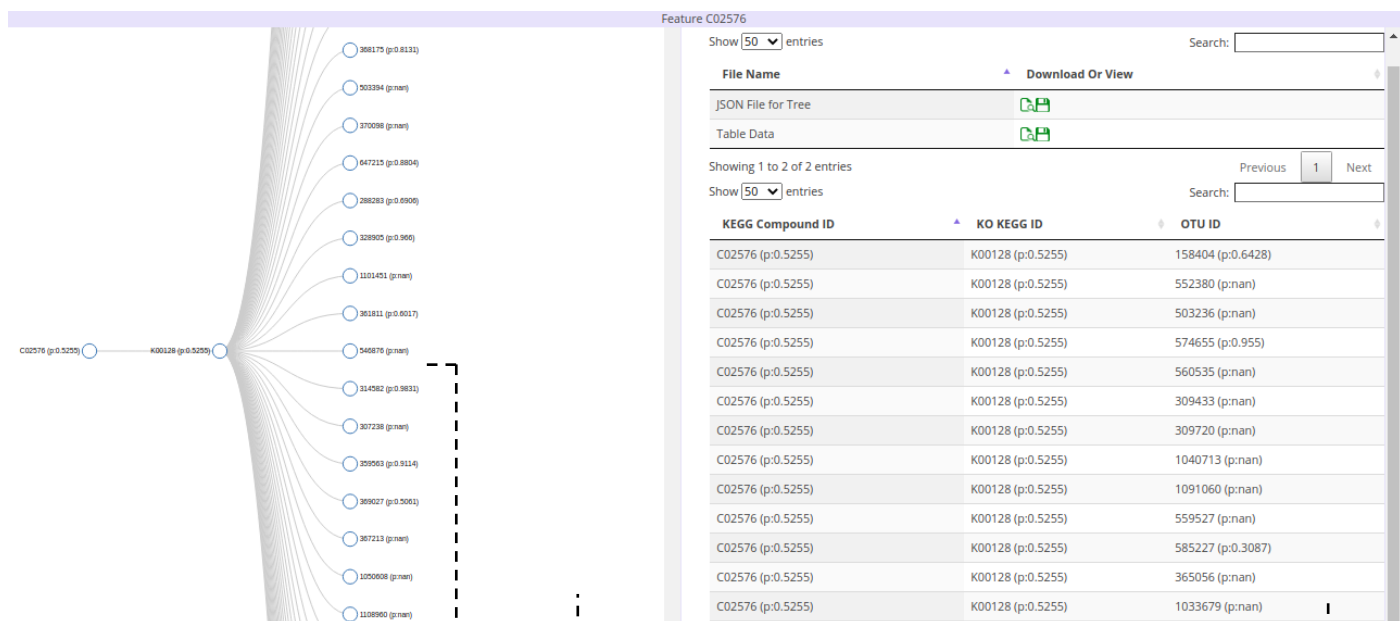 Feature C02576
368175 (p:0.8131)
503394 (p:nan)
370098 (p:nan)
647215 (p:0.8804)
288283 (p:0.6906)
328905 (p:0.966)
1101451 (p:nan)
361811 (p:0.6017)
C02576 (p:0.5255) K00128 (p:0.5255) 546876 (p:nan)
314582 (p:0.9831)
307238 (p:nan)
359563 (p:0.9114)
369027 (p:0.5061)
367213 (p:nan)
1050608 (p:nan)
1108960 (p:nan)
Show 50 entries Search:
File Name Download Or View
JSON File for Tree
Table Data
Showing 1 to 2 of 2 entries Previous 1 Next
Show 50 entries Search:
KEGG Compound ID KO KEGG ID OTU ID
C02576 (p:0.5255) K00128 (p:0.5255) 158404 (p:0.6428)
C02576 (p:0.5255) K00128 (p:0.5255) 552380 (p:nan)
C02576 (p:0.5255) K00128 (p:0.5255) 503236 (p:nan)
C02576 (p:0.5255) K00128 (p:0.5255) 574655 (p:0.955)
C02576 (p:0.5255) K00128 (p:0.5255) 560535 (p:nan)
C02576 (p:0.5255) K00128 (p:0.5255) 309433 (p:nan)
C02576 (p:0.5255) K00128 (p:0.5255) 309720 (p:nan)
C02576 (p:0.5255) K00128 (p:0.5255) 1040713 (p:nan)
C02576 (p:0.5255) K00128 (p:0.5255) 1091060 (p:nan)
C02576 (p:0.5255) K00128 (p:0.5255) 559527 (p:nan)
C02576 (p:0.5255) K00128 (p:0.5255) 585227 (p:0.3087)
C02576 (p:0.5255) K00128 (p:0.5255) 365056 (p:nan)
C02576 (p:0.5255) K00128 (p:0.5255) 1033679 (p:nan)